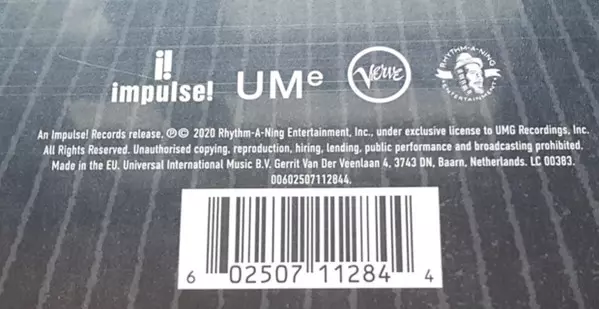 i!
impulse!
UMe
Verve
RHYTHM-A-NING
ENTERTAINMENT
An Impulse! Records release, ℗© 2020 Rhythm-A-Ning Entertainment, Inc., under exclusive license to UMG Recordings, Inc.
All Rights Reserved. Unauthorised copying, reproduction, hiring, lending, public performance and broadcasting prohibited.
Made in the EU. Universal International Music B.V. Gerrit Van Der Veenlaan 4, 3743 DN, Baarn, Netherlands. LC 00383.
00602507112844.
6 02507 11284 4